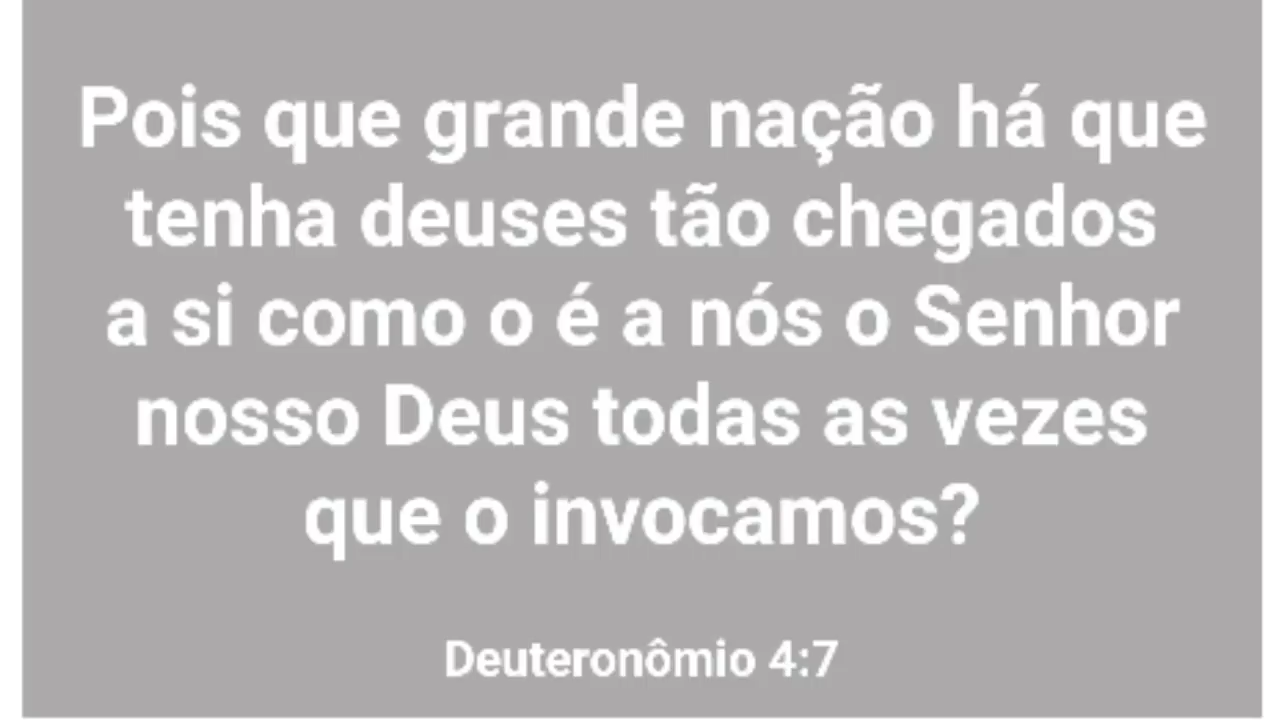 Pois que grande nação há que
tenha deuses tão chegados
a si como o é a nós o Senhor
nosso Deus todas as vezes
que o invocamos?
Deuteronômio 4:7